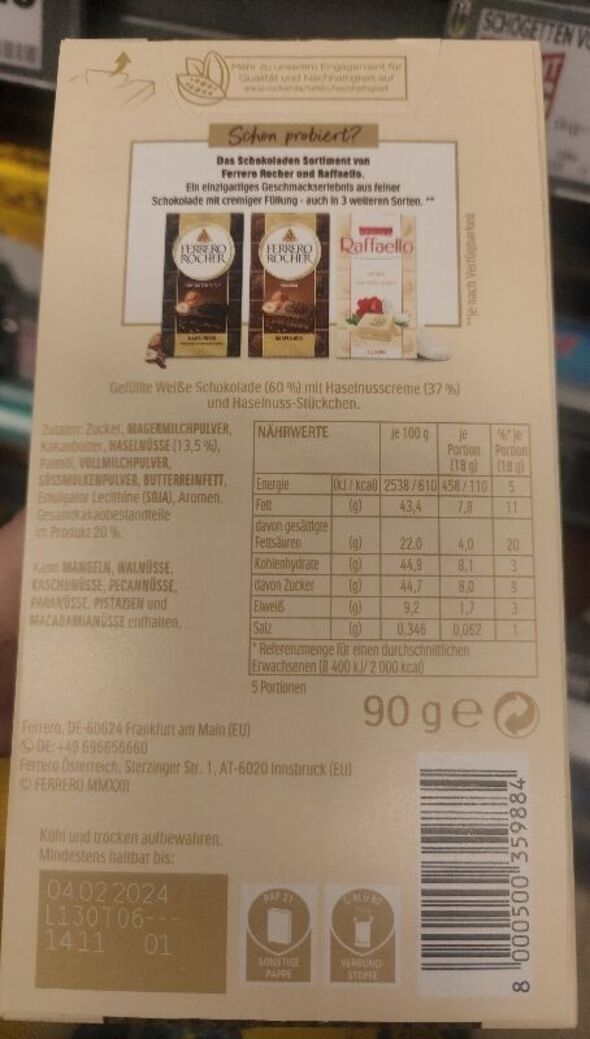 SCHOGETTEN
Mehr zu unserem Engagement für
Qualität und Nachhaltigkeit auf
Schon probiert?
Das Schokoladen Sortiment von
Ferrero Rocher und Raffaello.
Ein einzigartiges Geschmackserlebnis aus feiner
Schokolade mit cremiger Füllung - auch in 3 weiteren Sorten. **
FERRERO
ROCHER
FERRERO
ROCHER
Raffaello
**je nach Verfügbarkeit
Gefüllte Weiße Schokolade (60 %) mit Haselnusscreme (37 %)
und Haselnuss-Stückchen.
Zutaten: Zucker, MAGERMILCHPULVER,
Kakaobutter, HASELNÜSSE (13,5 %),
Palmöl, VOLLMILCHPULVER,
SÜSSMOLKENPULVER, BUTTERREINFETT,
Emulgator Lecithine (SOJA), Aromen.
Gesamtkakaobestandteile
im Produkt 20 %.
Kann MANDELN, WALNÜSSE,
KASCHUNÜSSE, PECANNÜSSE,
PARANÜSSE, PISTAZIEN und
MACADAMIANÜSSE enthalten.
NÄHRWERTE je 100 g je Portion (18 g) %* je Portion (18 g)
Energie (kJ / kcal) 2538 / 610 458 / 110 5
Fett (g) 43,4 7,8 11
davon gesättigte
Fettsäuren (g) 22,0 4,0 20
Kohlenhydrate (g) 44,9 8,1 3
davon Zucker (g) 44,7 8,0 9
Eiweiß (g) 9,2 1,7 3
Salz (g) 0,346 0,062 1
* Referenzmenge für einen durchschnittlichen
Erwachsenen (8 400 kJ/ 2 000 kcal)
5 Portionen
90 g e
Ferrero, DE-60624 Frankfurt am Main (EU)
DE: +49 696656660
Ferrero Österreich, Sterzinger Str. 1, AT-6020 Innsbruck (EU)
© FERRERO MMXXII
Kühl und trocken aufbewahren.
Mindestens haltbar bis:
04 02 2024
L130T06---
1411 01
PAP 21
SONSTIGE
PAPPE
C/ALU 90
VERBUND-
STOFFE
8 000500 359884